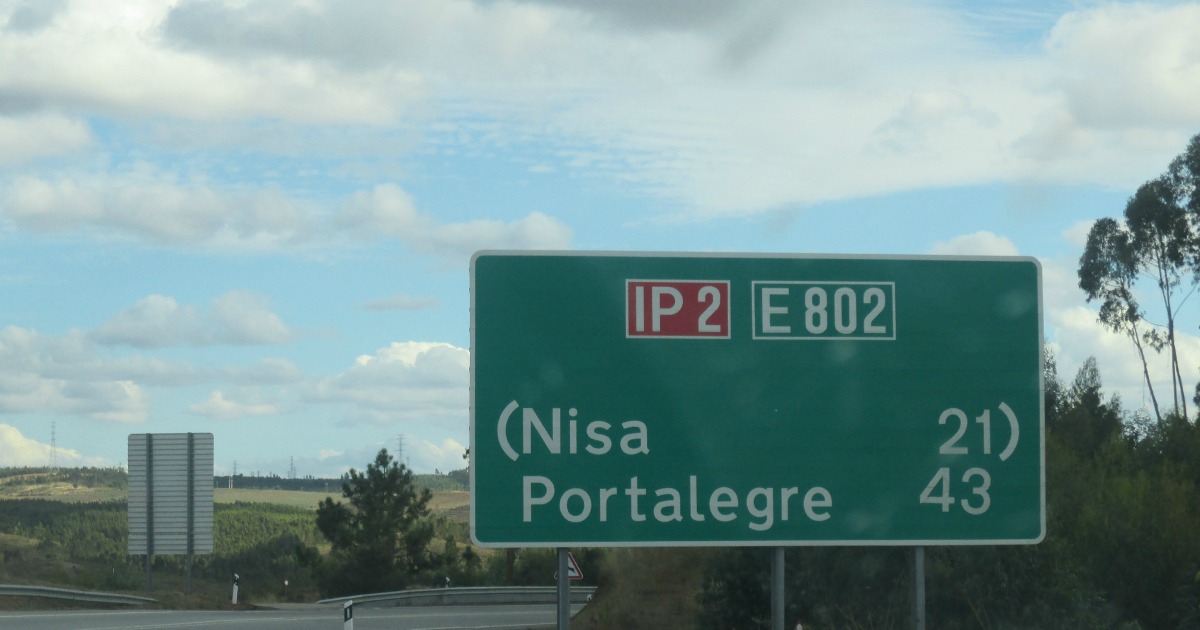 IP 2 E 802
(Nisa 21)
Portalegre 43